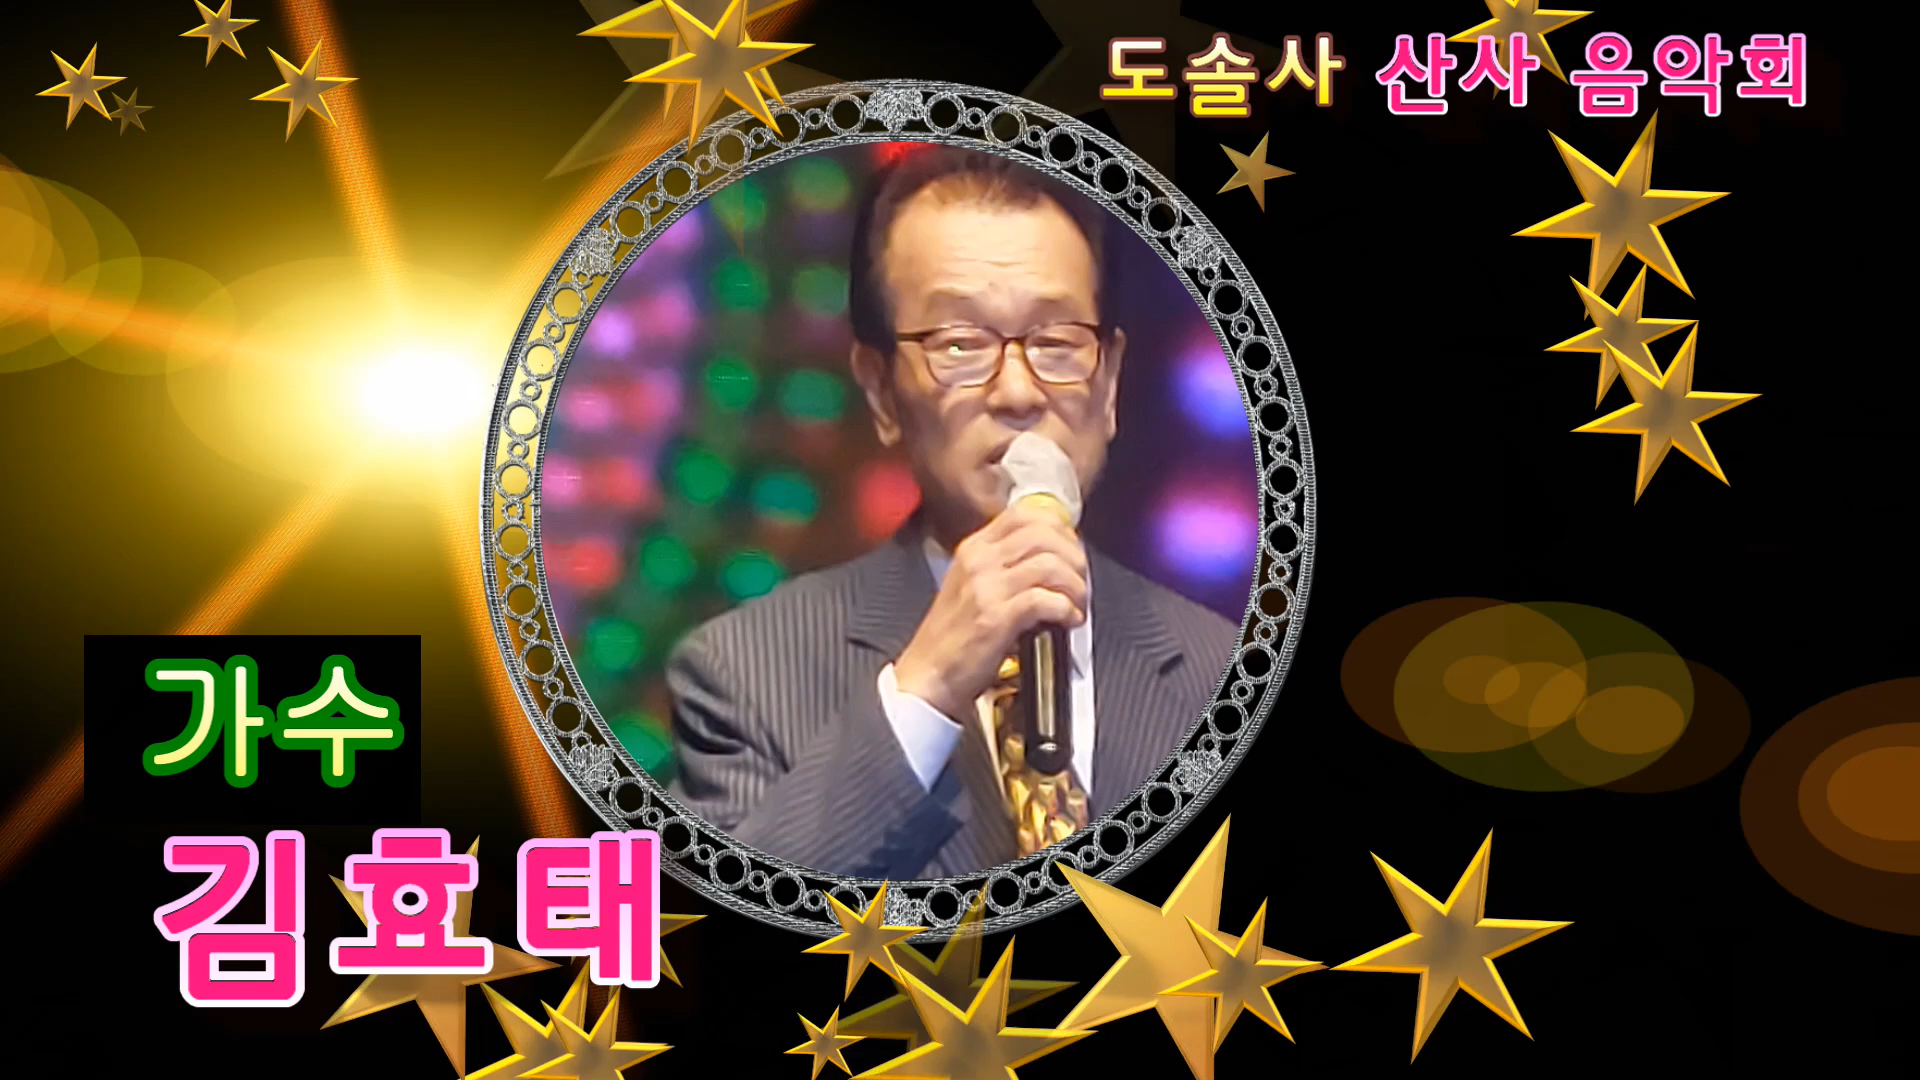 도솔사 산사 음악회
가수
김효태